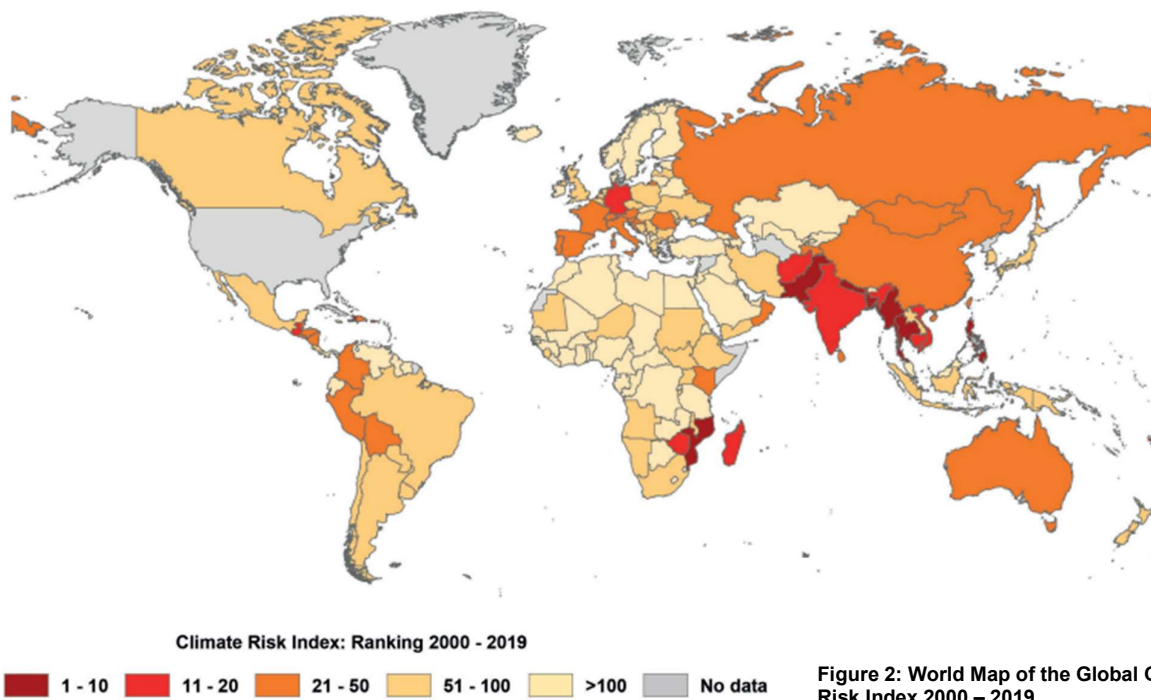 Climate Risk Index: Ranking 2000 - 2019
1 - 10
11 - 20
21 - 50
51 - 100
>100
No data
Figure 2: World Map of the Global C
Risk Index 2000 – 2019